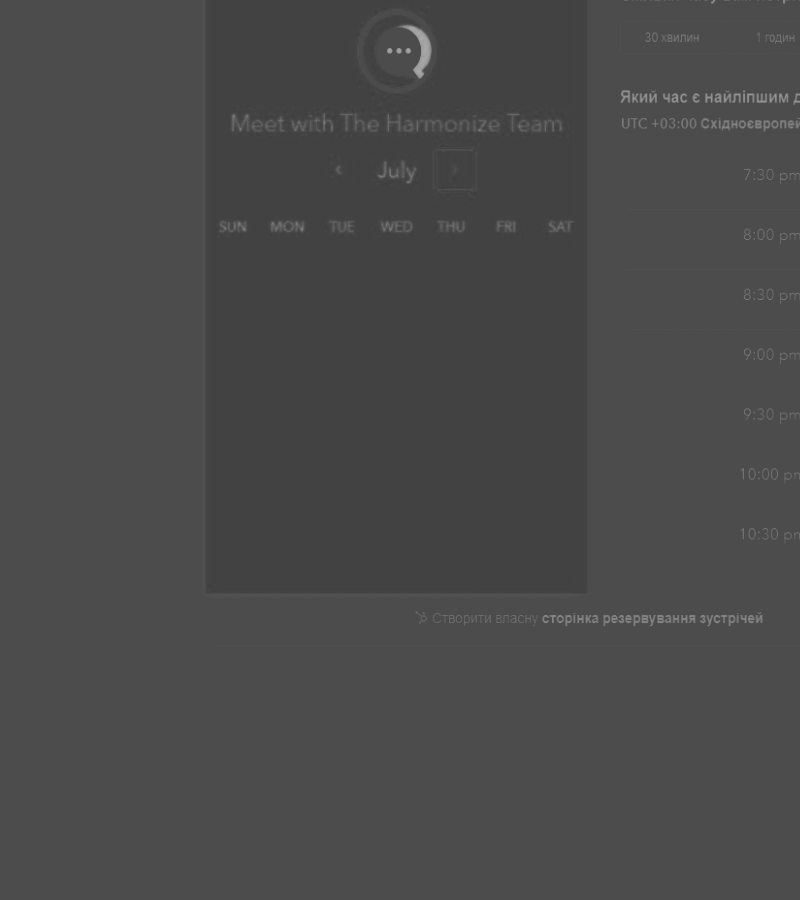 30 хвилин
1 годин
Meet with The Harmonize Team
July
SUN MON TUE WED THU FRI SAT
Який час є найліпшим
UTC +03:00
7:30 pm
8:00 pm
8:30 pm
9:00 pm
9:30 pm
10:00 pm
10:30 pm
Створити власну сторінка резервування зустрічей